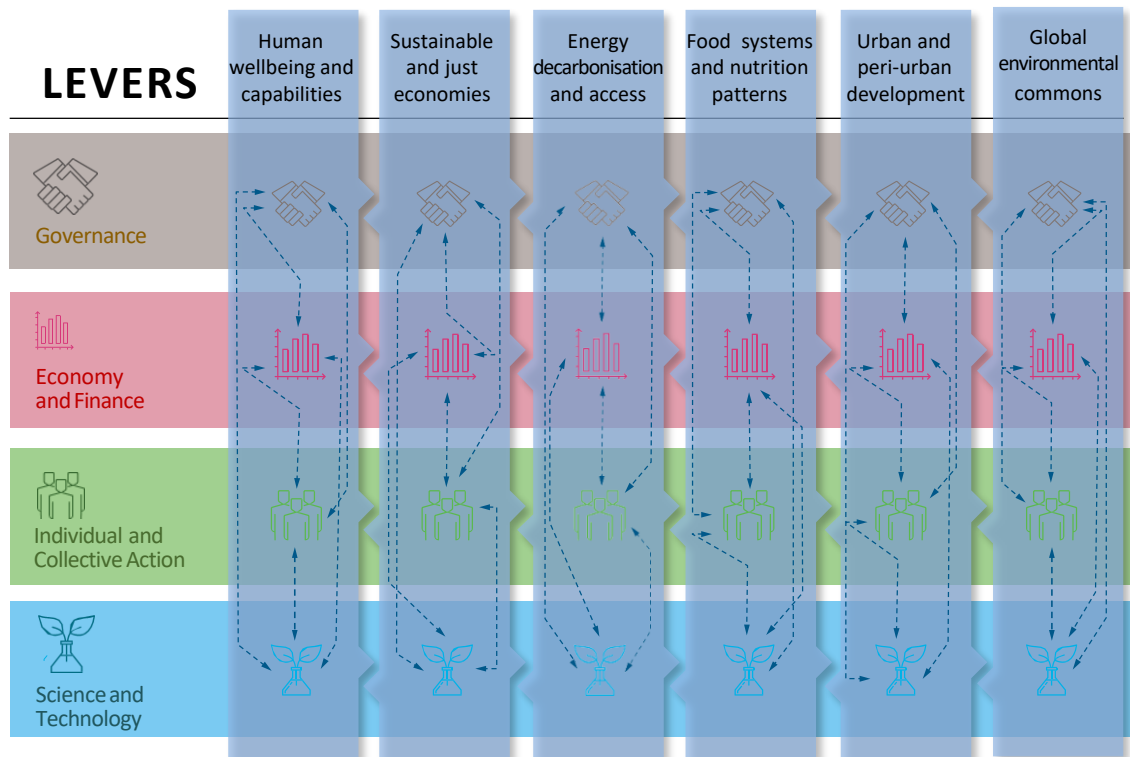 LEVERS
Human
wellbeing and
capabilities
Sustainable
and just
economies
Energy
decarbonisation
and access
Food systems
and nutrition
patterns
Urban and
peri-urban
development
Global
environmental
commons
Governance
Economy
and Finance
Individual and
Collective Action
Science and
Technology